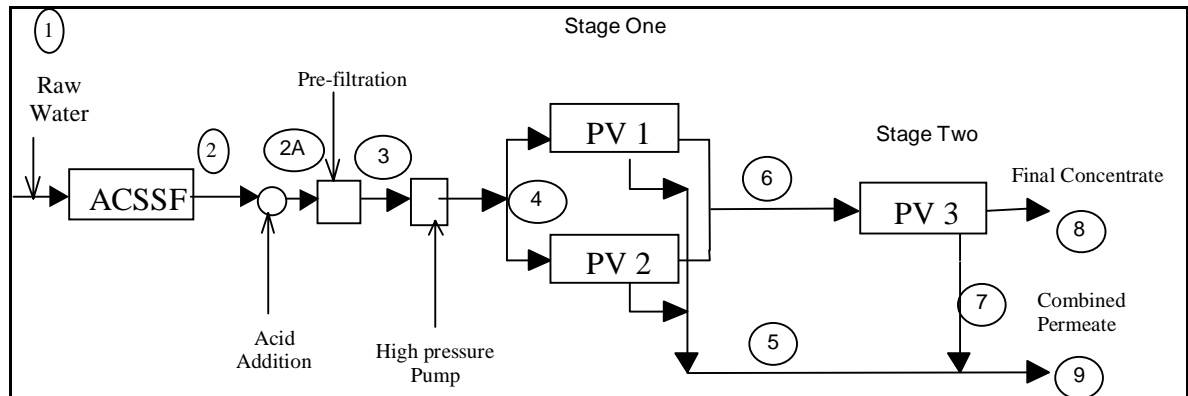 1
Stage One
Raw
Water
Pre-filtration
2
2A
3
ACSSF
4
PV 1
PV 2
6
Stage Two
PV 3
Final Concentrate
8
7
Combined
Permeate
Acid
Addition
High pressure
Pump
5
9